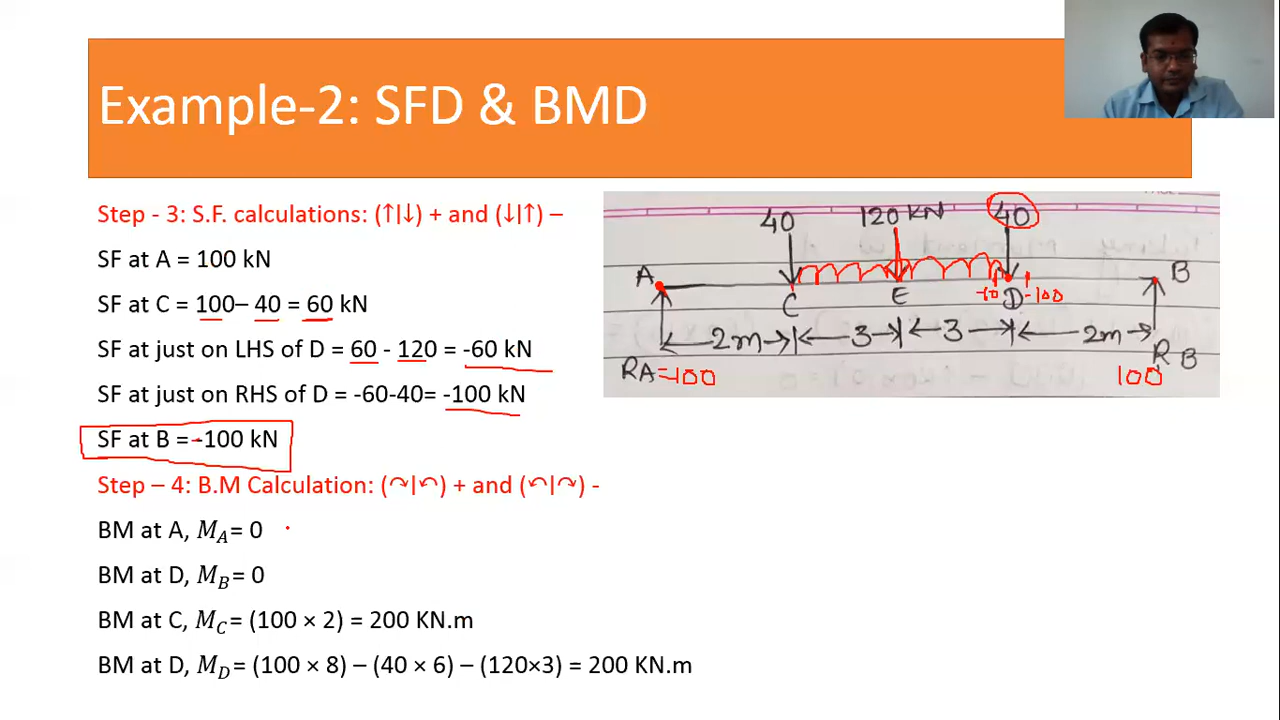 Example-2: SFD & BMD
Step - 3: S.F. calculations: (↑|↓) + and (↓|↑) –
SF at A = 100 kN
SF at C = 100– 40 = 60 kN
SF at just on LHS of D = 60 - 120 = -60 kN
SF at just on RHS of D = -60-40= -100 kN
SF at B = -100 kN
Step – 4: B.M Calculation: (↷|↶) + and (↶|↷) -
BM at A, M_A= 0
BM at D, M_B= 0
BM at C, M_C= (100 × 2) = 200 KN.m
BM at D, M_D= (100 × 8) – (40 × 6) – (120×3) = 200 KN.m
40 120 KN 40
A B
C E D -100
2m 3 3 2m
RA=100 100 RB